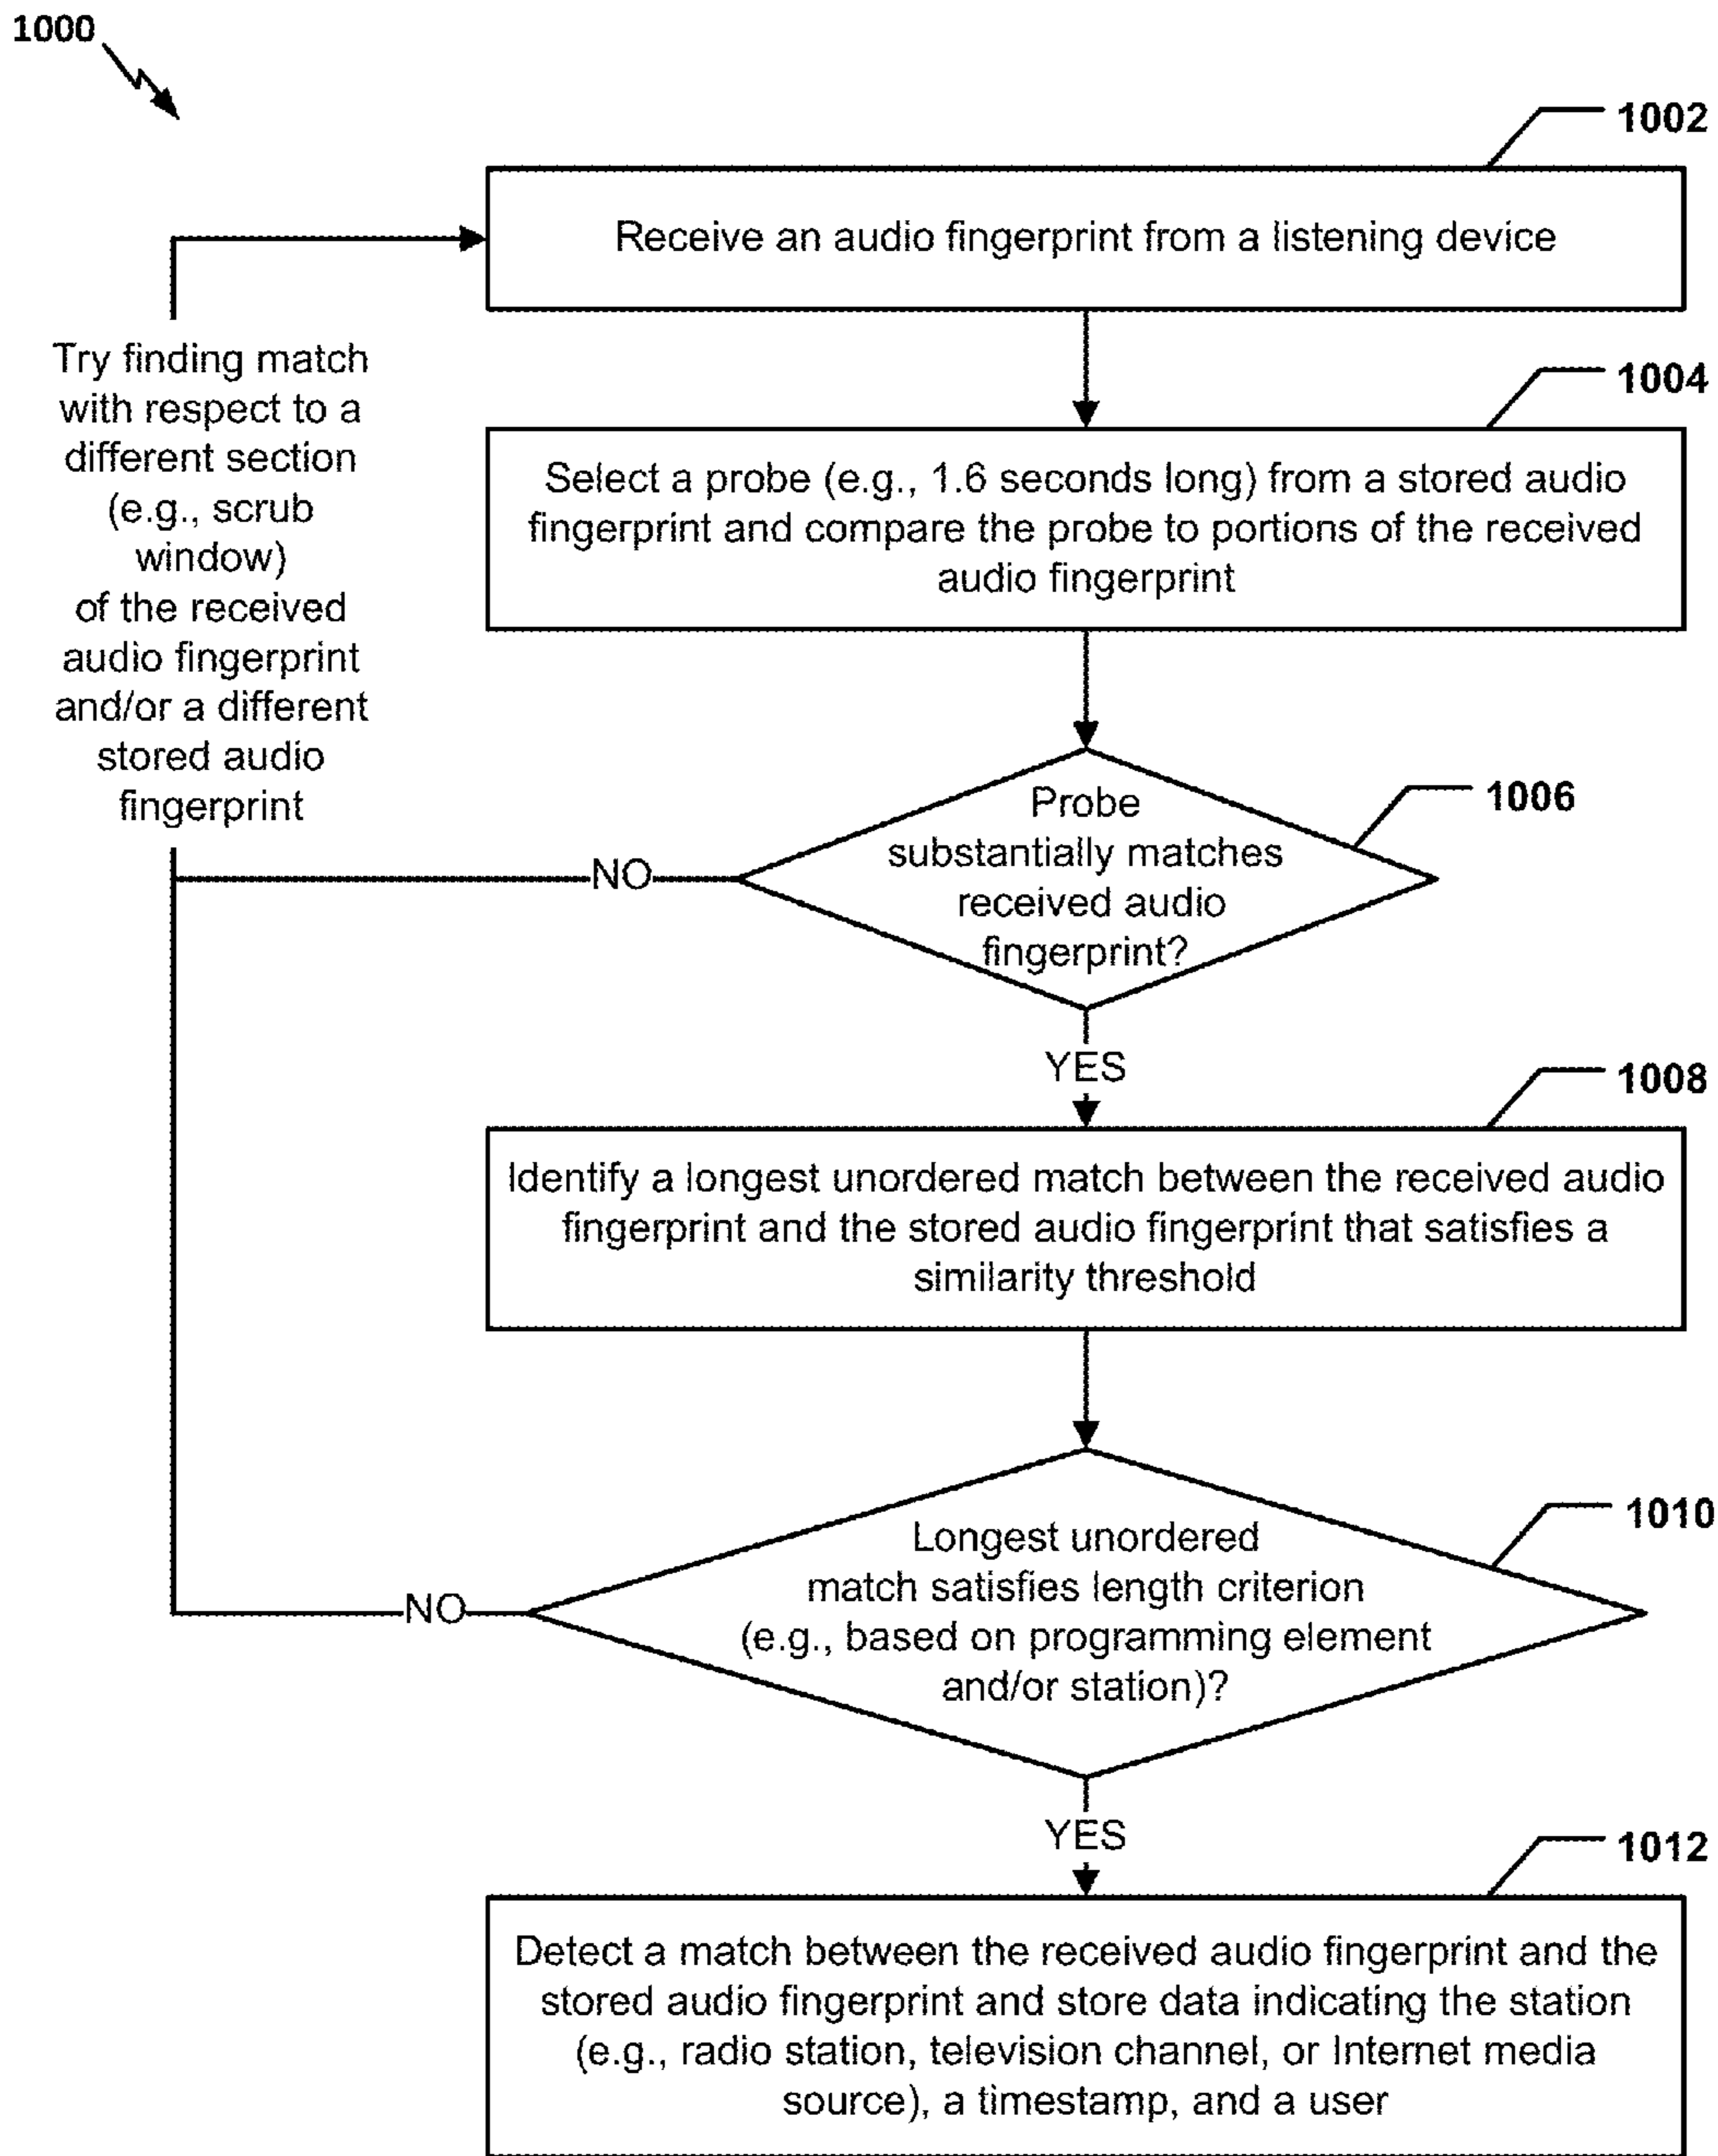 1000
1002
Receive an audio fingerprint from a listening device
Try finding match
with respect to a
different section
(e.g., scrub
window)
of the received
audio fingerprint
and/or a different
stored audio
fingerprint
1004
Select a probe (e.g., 1.6 seconds long) from a stored audio
fingerprint and compare the probe to portions of the received
audio fingerprint
1006
Probe
substantially matches
received audio
fingerprint?
NO
YES
1008
Identify a longest unordered match between the received audio
fingerprint and the stored audio fingerprint that satisfies a
similarity threshold
1010
Longest unordered
match satisfies length criterion
(e.g., based on programming element
and/or station)?
NO
YES
1012
Detect a match between the received audio fingerprint and the
stored audio fingerprint and store data indicating the station
(e.g., radio station, television channel, or Internet media
source), a timestamp, and a user